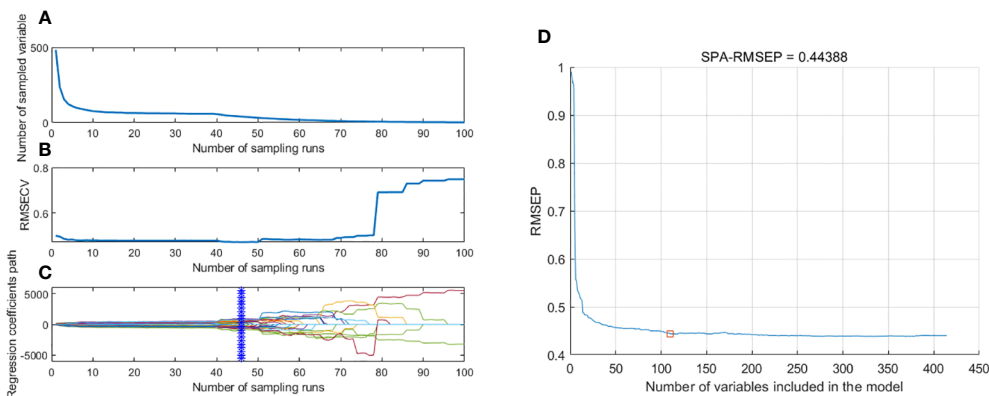 A
Number of sampled variable
500
0
0 10 20 30 40 50 60 70 80 90 100
Number of sampling runs
B
RMSECV
0.8
0.6
0 10 20 30 40 50 60 70 80 90 100
Number of sampling runs
C
Regression coefficients path
5000
0
-5000
0 10 20 30 40 50 60 70 80 90 100
Number of sampling runs
D
SPA-RMSEP = 0.44388
RMSEP
1
0.9
0.8
0.7
0.6
0.5
0.4
0 50 100 150 200 250 300 350 400 450
Number of variables included in the model